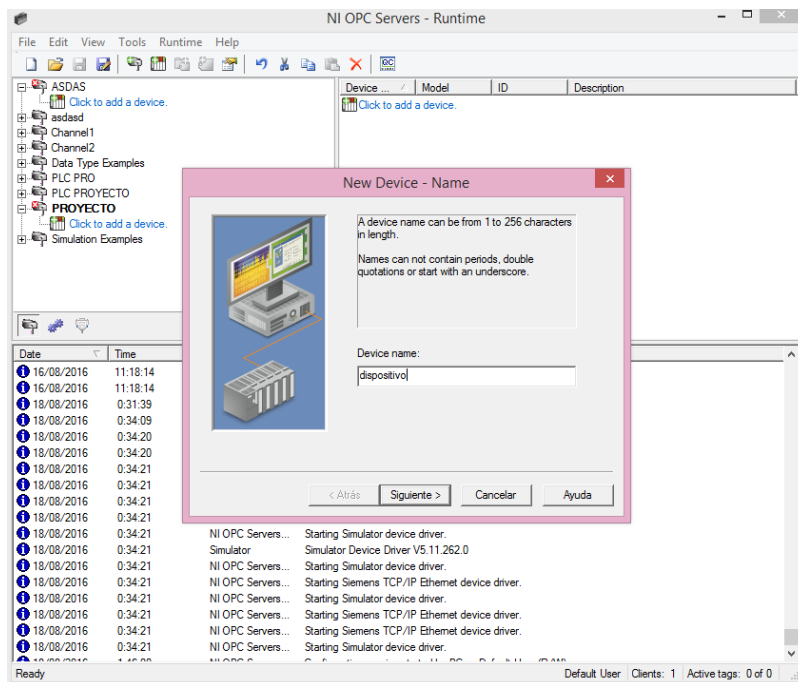 NI OPC Servers - Runtime
File Edit View Tools Runtime Help
QC
ASDAS
Click to add a device.
asdasd
Channel1
Channel2
Data Type Examples
PLC PRO
PLC PROYECTO
PROYECTO
Click to add a device.
Simulation Examples
Device ... Model ID Description
Click to add a device.
New Device - Name
A device name can be from 1 to 256 characters
in length.
Names can not contain periods, double
quotations or start with an underscore.
Device name:
dispositivo
< Atrás Siguiente > Cancelar Ayuda
Date Time
16/08/2016 11:18:14
16/08/2016 11:18:14
18/08/2016 0:31:39
18/08/2016 0:34:09
18/08/2016 0:34:20
18/08/2016 0:34:20
18/08/2016 0:34:21
18/08/2016 0:34:21
18/08/2016 0:34:21
18/08/2016 0:34:21
18/08/2016 0:34:21 NI OPC Servers... Starting Simulator device driver.
18/08/2016 0:34:21 Simulator Simulator Device Driver V5.11.262.0
18/08/2016 0:34:21 NI OPC Servers... Starting Simulator device driver.
18/08/2016 0:34:21 NI OPC Servers... Starting Siemens TCP/IP Ethernet device driver.
18/08/2016 0:34:21 NI OPC Servers... Starting Simulator device driver.
18/08/2016 0:34:21 NI OPC Servers... Starting Siemens TCP/IP Ethernet device driver.
18/08/2016 0:34:21 NI OPC Servers... Starting Siemens TCP/IP Ethernet device driver.
18/08/2016 0:34:21 NI OPC Servers... Starting Simulator device driver.
Ready Default User Clients: 1 Active tags: 0 of 0